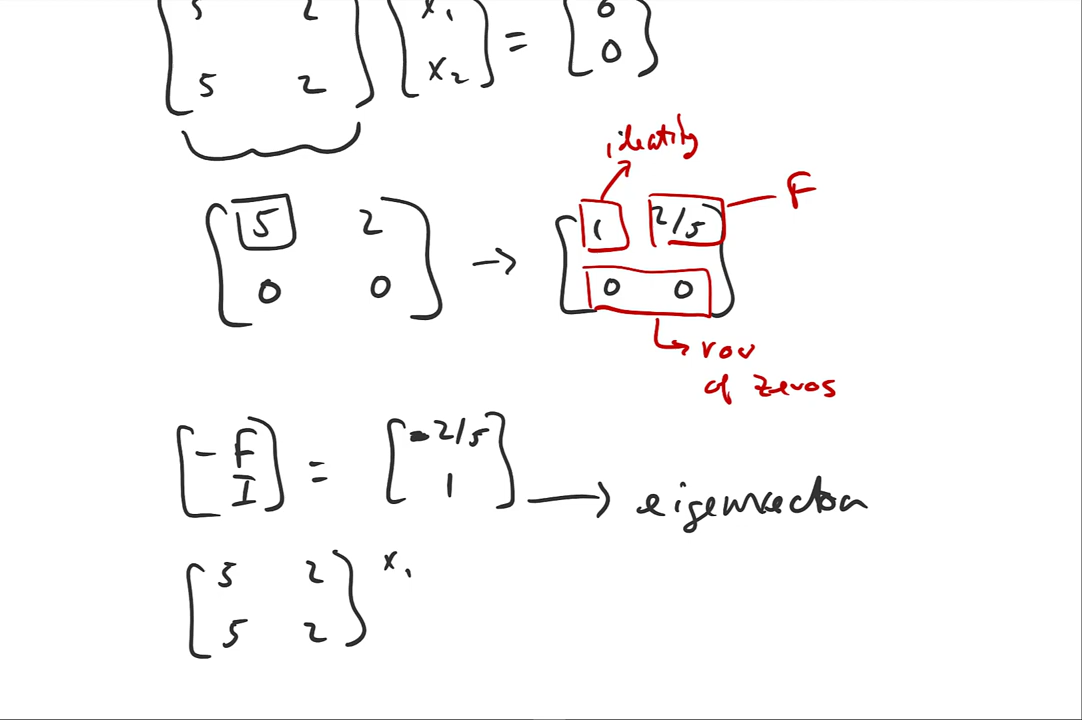 [5 2] [x₁] = [0]
[5 2] [x₂] [0]
identity
[5 2] → [1 2/5] F
[0 0] [0 0]
row
of zeros
[-F] = [-2/5]
[I] [1] → eigenvector
[5 2] x₁
[5 2]